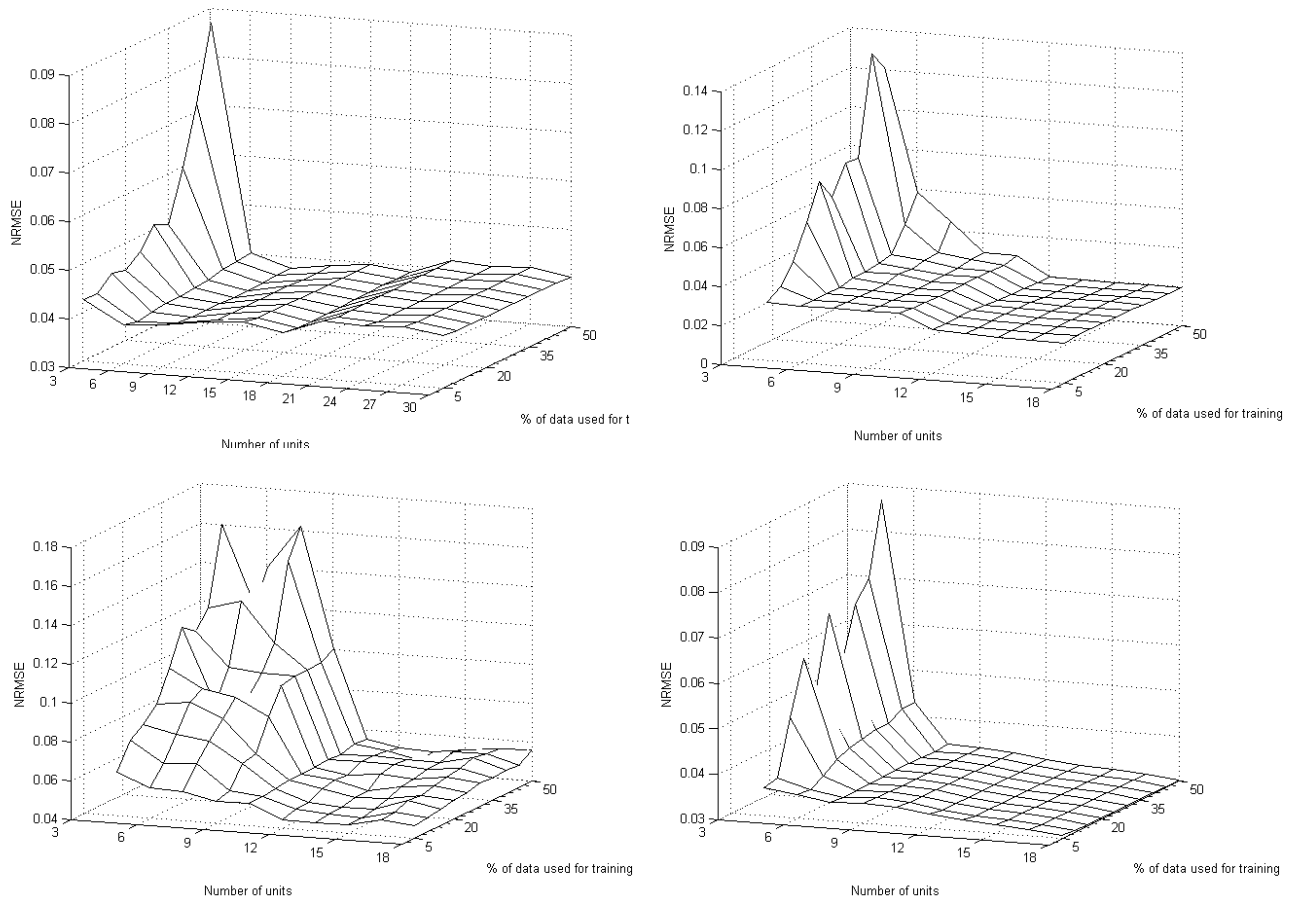 0.09
0.08
0.07
0.06
0.05
0.04
0.03
NRMSE
3 6 9 12 15 18 21 24 27 30
5 20 35 50
% of data used for t
Number of units
0.14
0.12
0.1
0.08
0.06
0.04
0.02
0
NRMSE
3 6 9 12 15 18
5 20 35 50
% of data used for training
Number of units
0.18
0.16
0.14
0.12
0.1
0.08
0.06
0.04
NRMSE
3 6 9 12 15 18
5 20 35 50
% of data used for training
Number of units
0.09
0.08
0.07
0.06
0.05
0.04
0.03
NRMSE
3 6 9 12 15 18
5 20 35 50
% of data used for training
Number of units